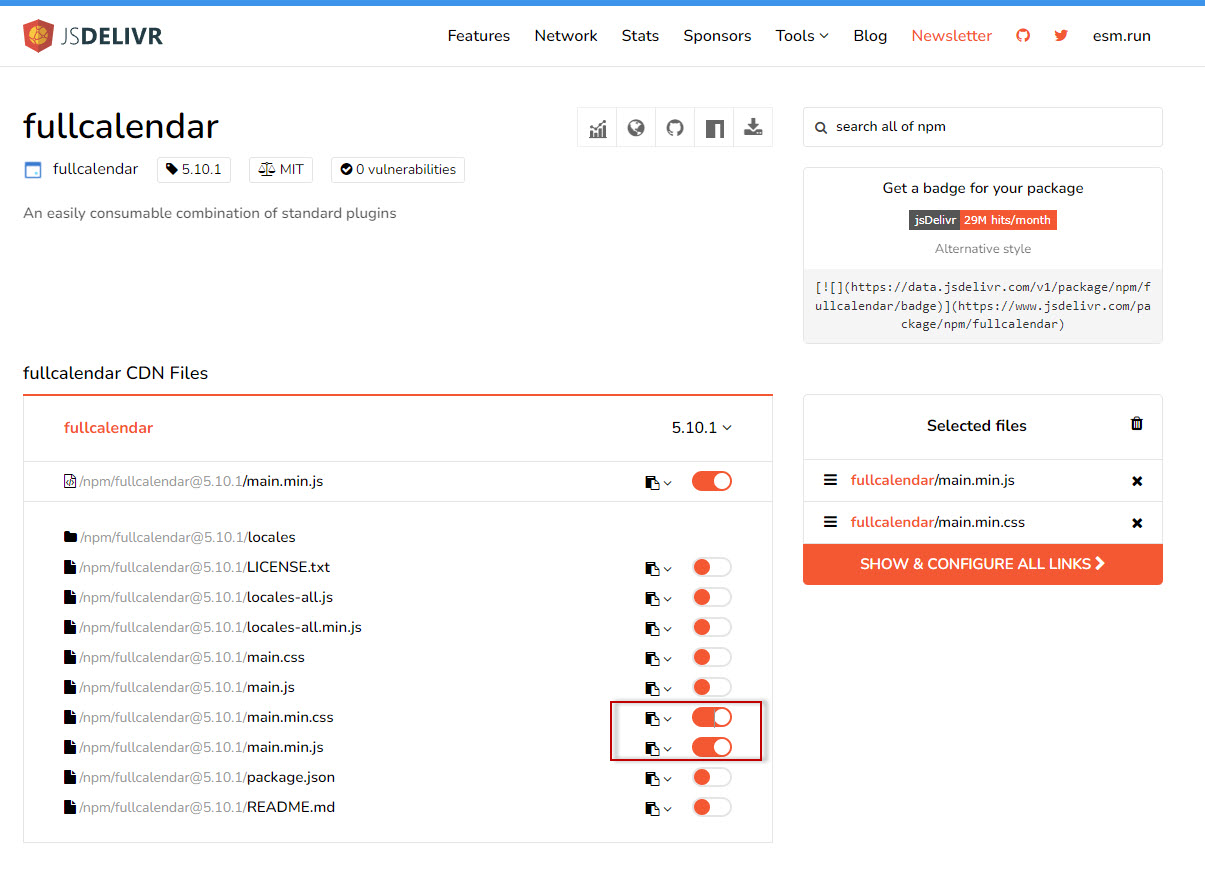 JSDELIVR
Features Network Stats Sponsors Tools Blog Newsletter esm.run
fullcalendar
fullcalendar 5.10.1 MIT 0 vulnerabilities
An easily consumable combination of standard plugins
search all of npm
Get a badge for your package
jsDelivr 29M hits/month
Alternative style
[![](https://data.jsdelivr.com/v1/package/npm/f
ullcalendar/badge)](https://www.jsdelivr.com/pa
ckage/npm/fullcalendar)
fullcalendar CDN Files
fullcalendar 5.10.1
/npm/fullcalendar@5.10.1/main.min.js
/npm/fullcalendar@5.10.1/locales
/npm/fullcalendar@5.10.1/LICENSE.txt
/npm/fullcalendar@5.10.1/locales-all.js
/npm/fullcalendar@5.10.1/locales-all.min.js
/npm/fullcalendar@5.10.1/main.css
/npm/fullcalendar@5.10.1/main.js
/npm/fullcalendar@5.10.1/main.min.css
/npm/fullcalendar@5.10.1/main.min.js
/npm/fullcalendar@5.10.1/package.json
/npm/fullcalendar@5.10.1/README.md
Selected files
fullcalendar/main.min.js
fullcalendar/main.min.css
SHOW & CONFIGURE ALL LINKS